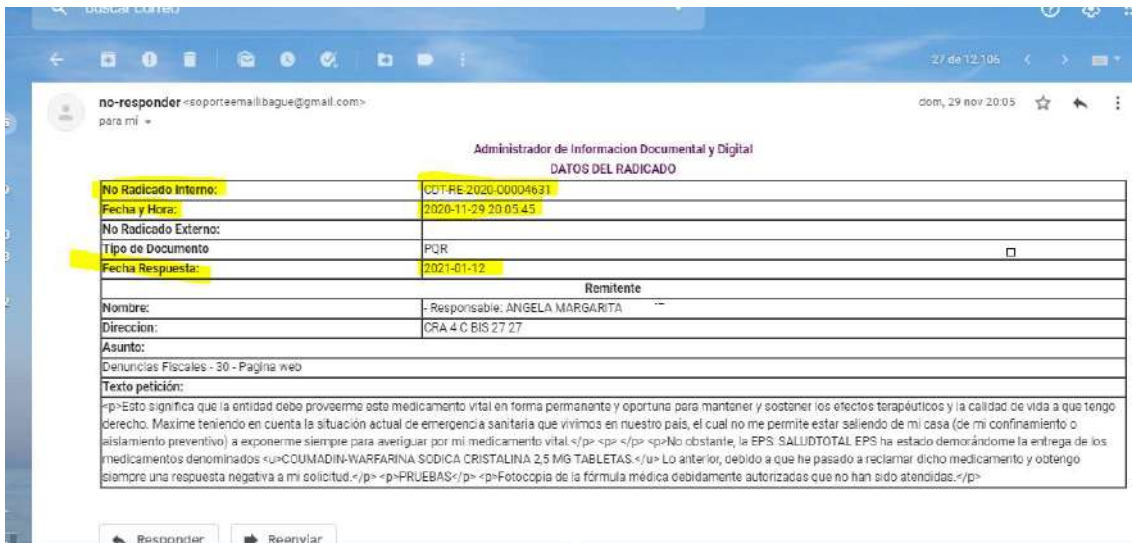 buscar correo
27 de 12.106
no-responder <soporteemailibague@gmail.com>
dom, 29 nov 20:05
para mí
Administrador de Informacion Documental y Digital
DATOS DEL RADICADO
No Radicado Interno: CDT-RE-2020-00004631
Fecha y Hora: 2020-11-29 20:05:45
No Radicado Externo:
Tipo de Documento PQR
Fecha Respuesta: 2021-01-12
Remitente
Nombre: - Responsable: ANGELA MARGARITA
Direccion: CRA 4 C BIS 27 27
Asunto:
Denuncias Fiscales - 30 - Pagina web
Texto petición:
<p>Esto significa que la entidad debe proveerme este medicamento vital en forma permanente y oportuna para mantener y sostener los efectos terapéuticos y la calidad de vida a que tengo
derecho. Maxime teniendo en cuenta la situación actual de emergencia sanitaria que vivimos en nuestro país, el cual no me permite estar saliendo de mi casa (de mi confinamiento o
aislamiento preventivo) a exponerme siempre para averiguar por mi medicamento vital.</p> <p> </p> <p>No obstante, la EPS. SALUDTOTAL EPS ha estado demorándome la entrega de los
medicamentos denominados <u>COUMADIN-WARFARINA SODICA CRISTALINA 2,5 MG TABLETAS.</u> Lo anterior, debido a que he pasado a reclamar dicho medicamento y obtengo
siempre una respuesta negativa a mi solicitud.</p> <p>PRUEBAS</p> <p>Fotocopia de la fórmula médica debidamente autorizadas que no han sido atendidas.</p>
Responder
Reenviar